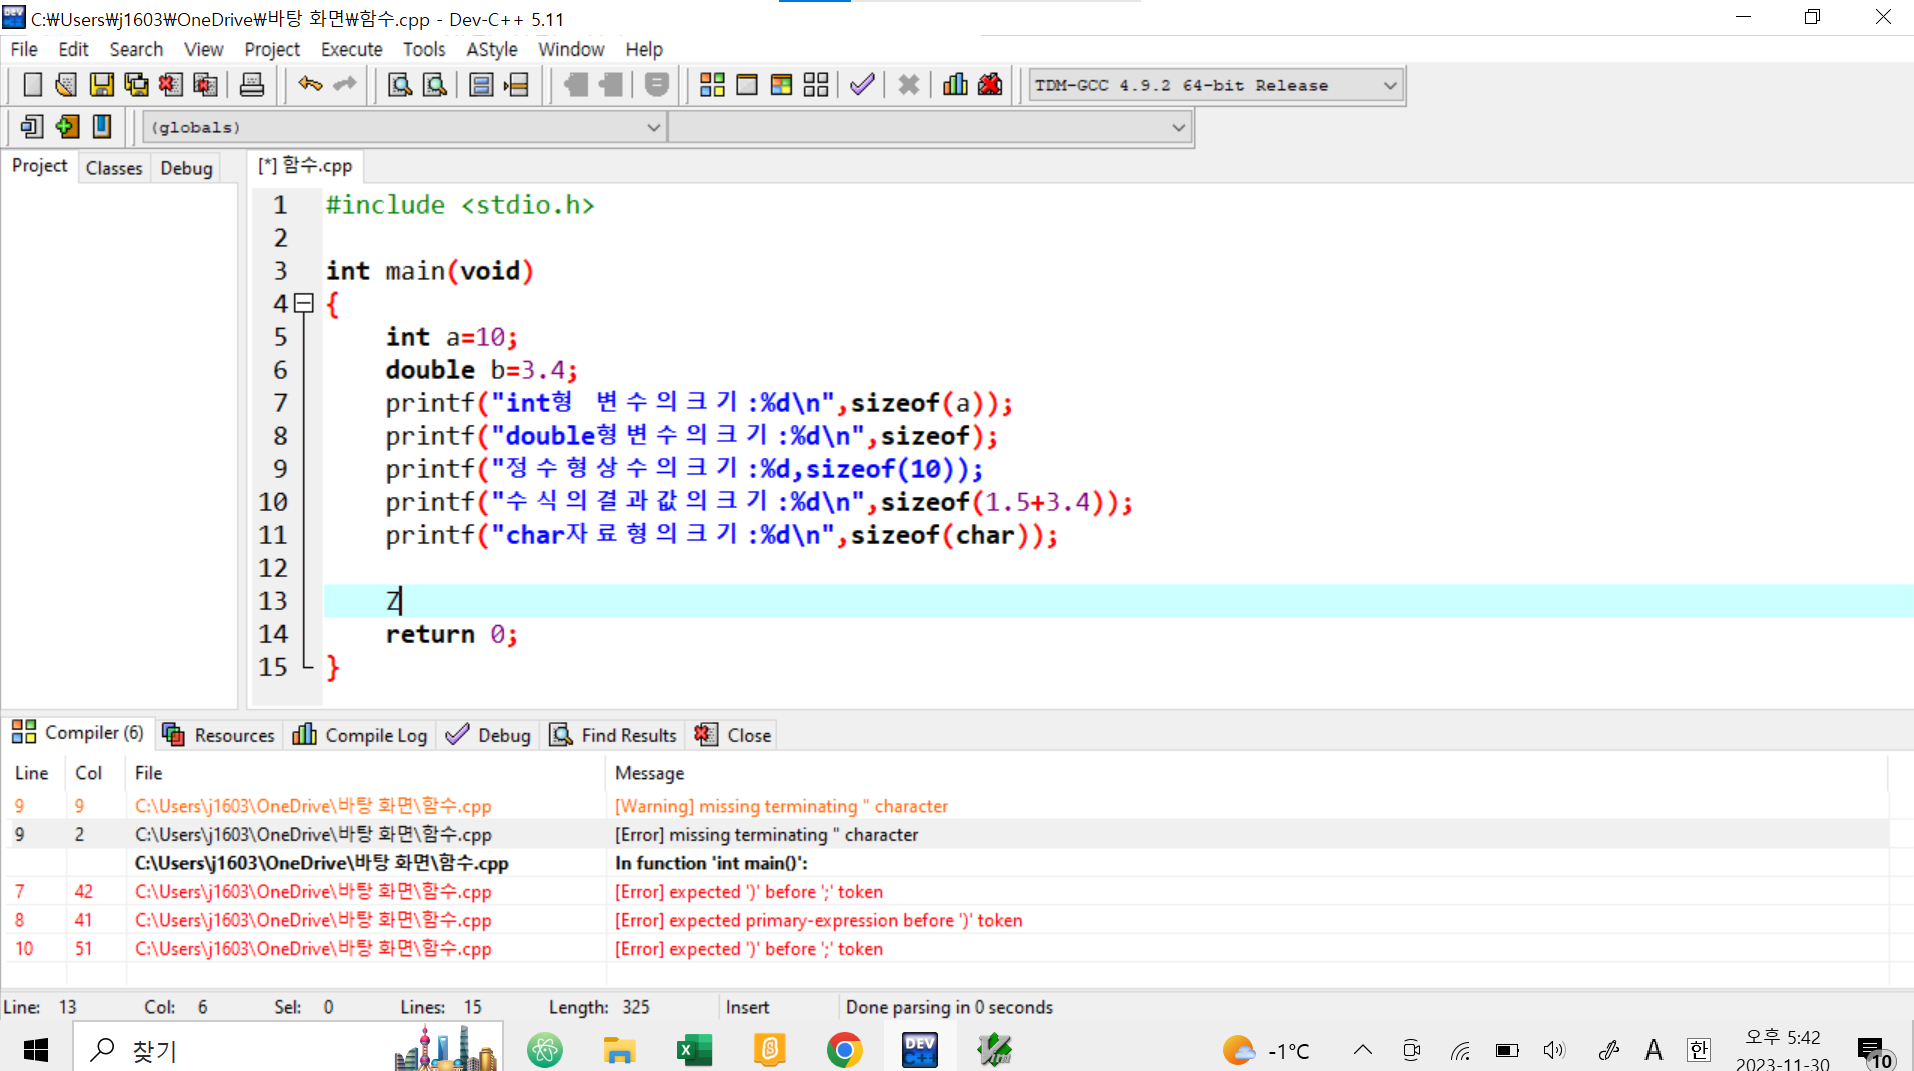 C:₩Users₩j1603₩OneDrive₩바탕 화면₩함수.cpp - Dev-C++ 5.11
File Edit Search View Project Execute Tools AStyle Window Help
TDM-GCC 4.9.2 64-bit Release
(globals)
Project Classes Debug [*] 함수.cpp
1 #include <stdio.h>
2
3 int main(void)
4 {
5 int a=10;
6 double b=3.4;
7 printf("int형 변수의크기:%d\n",sizeof(a));
8 printf("double형변수의크기:%d\n",sizeof);
9 printf("정수형상수의크기:%d,sizeof(10));
10 printf("수식의결과값의크기:%d\n",sizeof(1.5+3.4));
11 printf("char자료형의크기:%d\n",sizeof(char));
12
13 Z
14 return 0;
15 }
Compiler (6) Resources Compile Log Debug Find Results Close
Line Col File Message
9 9 C:\Users\j1603\OneDrive\바탕 화면\함수.cpp [Warning] missing terminating " character
9 2 C:\Users\j1603\OneDrive\바탕 화면\함수.cpp [Error] missing terminating " character
C:\Users\j1603\OneDrive\바탕 화면\함수.cpp In function 'int main()':
7 42 C:\Users\j1603\OneDrive\바탕 화면\함수.cpp [Error] expected ')' before ';' token
8 41 C:\Users\j1603\OneDrive\바탕 화면\함수.cpp [Error] expected primary-expression before ')' token
10 51 C:\Users\j1603\OneDrive\바탕 화면\함수.cpp [Error] expected ')' before ';' token
Line: 13 Col: 6 Sel: 0 Lines: 15 Length: 325 Insert Done parsing in 0 seconds
찾기 DEV C++ -1°C A 한 오후 5:42
2023-11-30 10